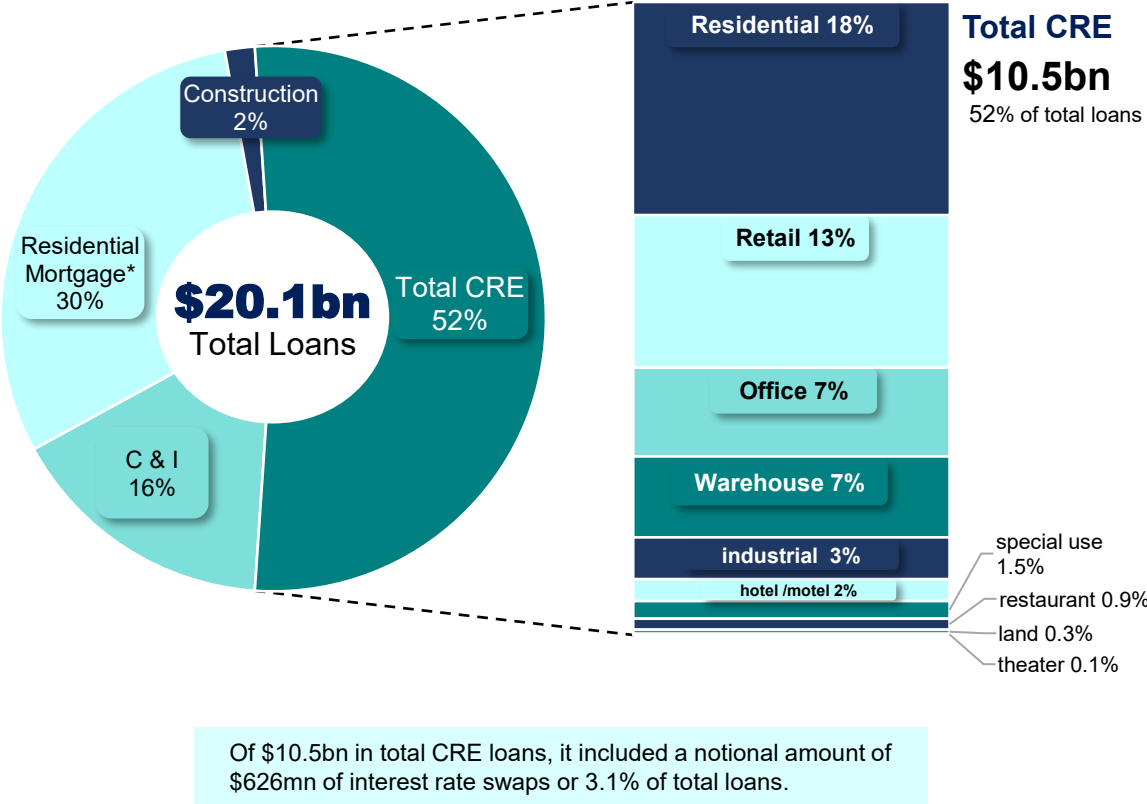 Construction
2%
Residential
Mortgage*
30%
$20.1bn
Total Loans
Total CRE
52%
C & I
16%
Residential 18%
Retail 13%
Office 7%
Warehouse 7%
industrial 3%
hotel /motel 2%
special use
1.5%
restaurant 0.9%
land 0.3%
theater 0.1%
Total CRE
$10.5bn
52% of total loans
Of $10.5bn in total CRE loans, it included a notional amount of
$626mn of interest rate swaps or 3.1% of total loans.